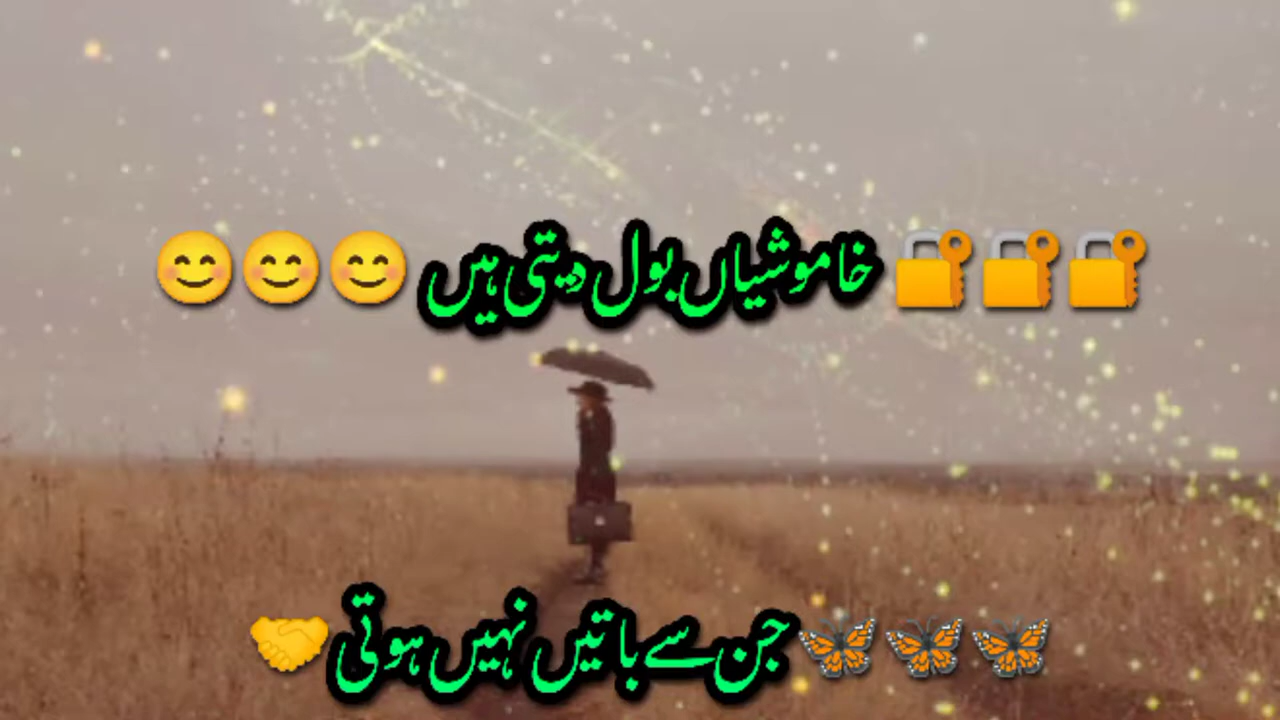 🔐🔐🔐 خاموشیاں بول دیتی ہیں 😊😊😊
🦋🦋🦋 جن سے باتیں نہیں ہوتی 🤝